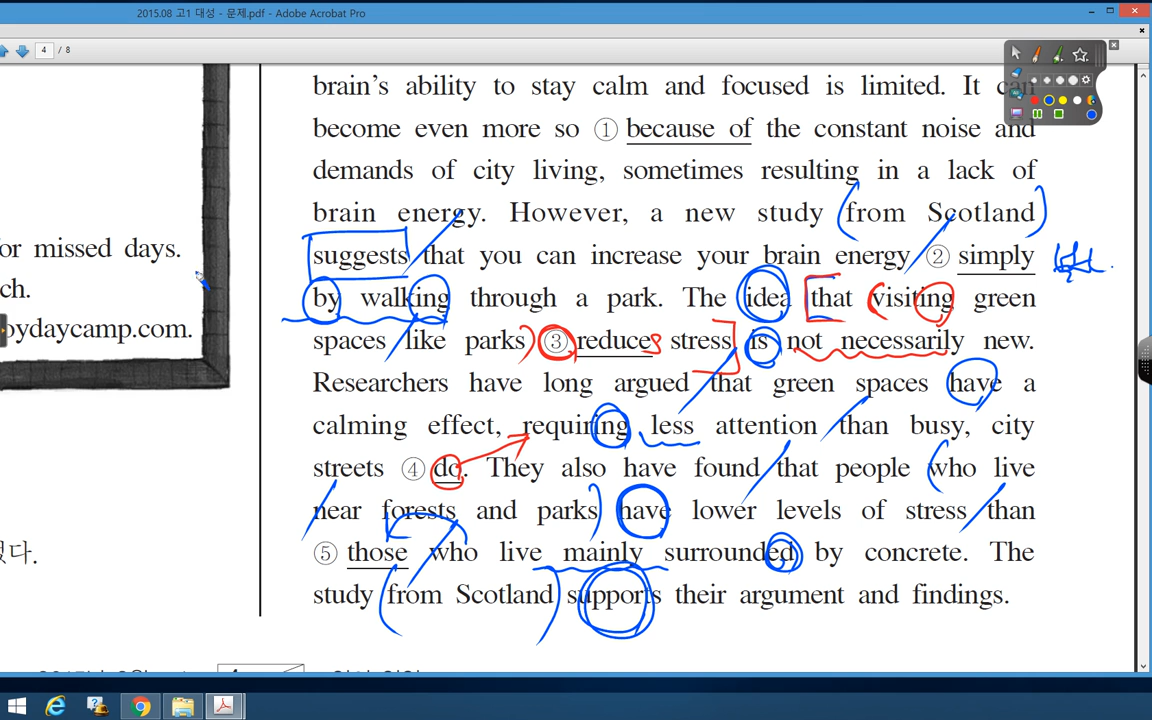 2015.08 고1 대성 - 문제.pdf - Adobe Acrobat Pro
4 / 8
or missed days.
ch.
oydaycamp.com.
다.
brain's ability to stay calm and focused is limited. It can
become even more so ① because of the constant noise and
demands of city living, sometimes resulting in a lack of
brain energy. However, a new study from Scotland
suggests that you can increase your brain energy ② simply
by walking through a park. The idea that visiting green
spaces like parks ③ reduces stress is not necessarily new.
Researchers have long argued that green spaces have a
calming effect, requiring less attention than busy, city
streets ④ do. They also have found that people who live
near forests and parks have lower levels of stress than
⑤ those who live mainly surrounded by concrete. The
study from Scotland supports their argument and findings.